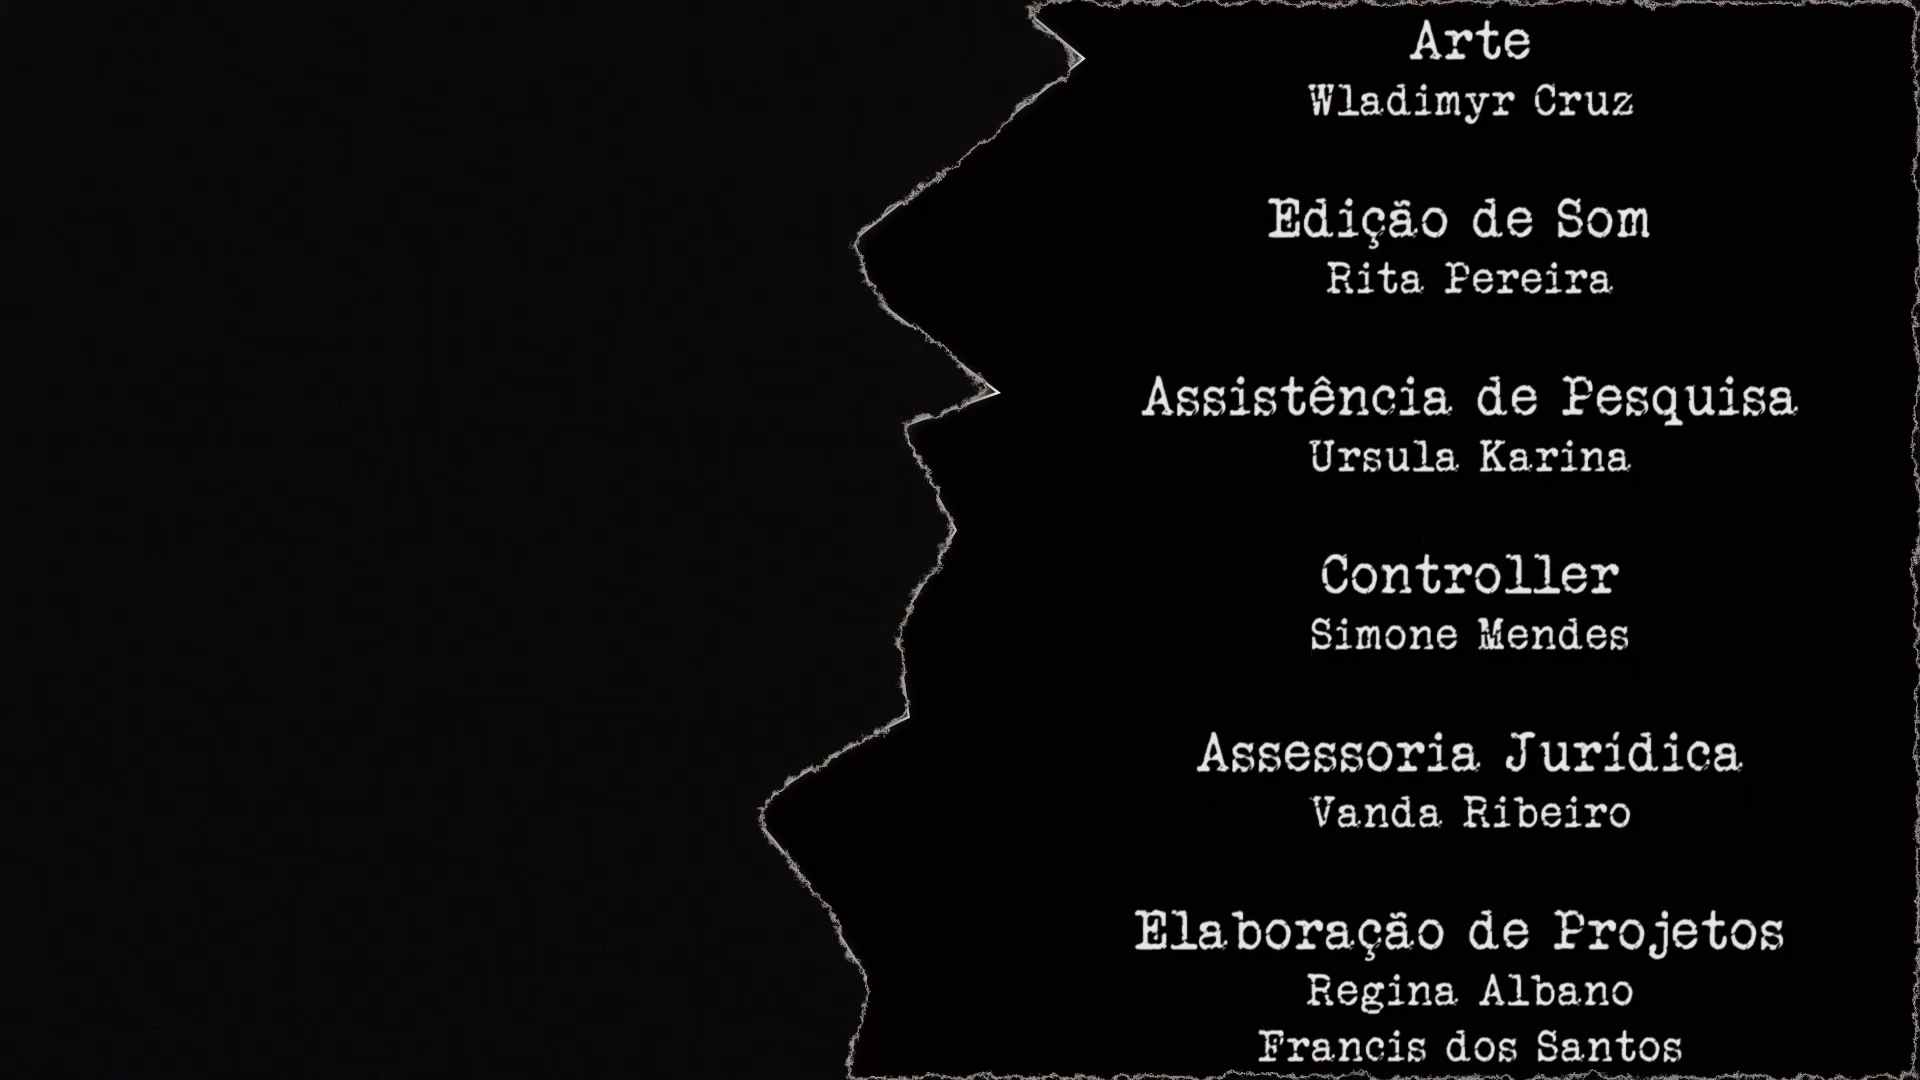 Arte
Wladimyr Cruz
Edição de Som
Rita Pereira
Assistência de Pesquisa
Ursula Karina
Controller
Simone Mendes
Assessoria Jurídica
Vanda Ribeiro
Elaboração de Projetos
Regina Albano
Francis dos Santos